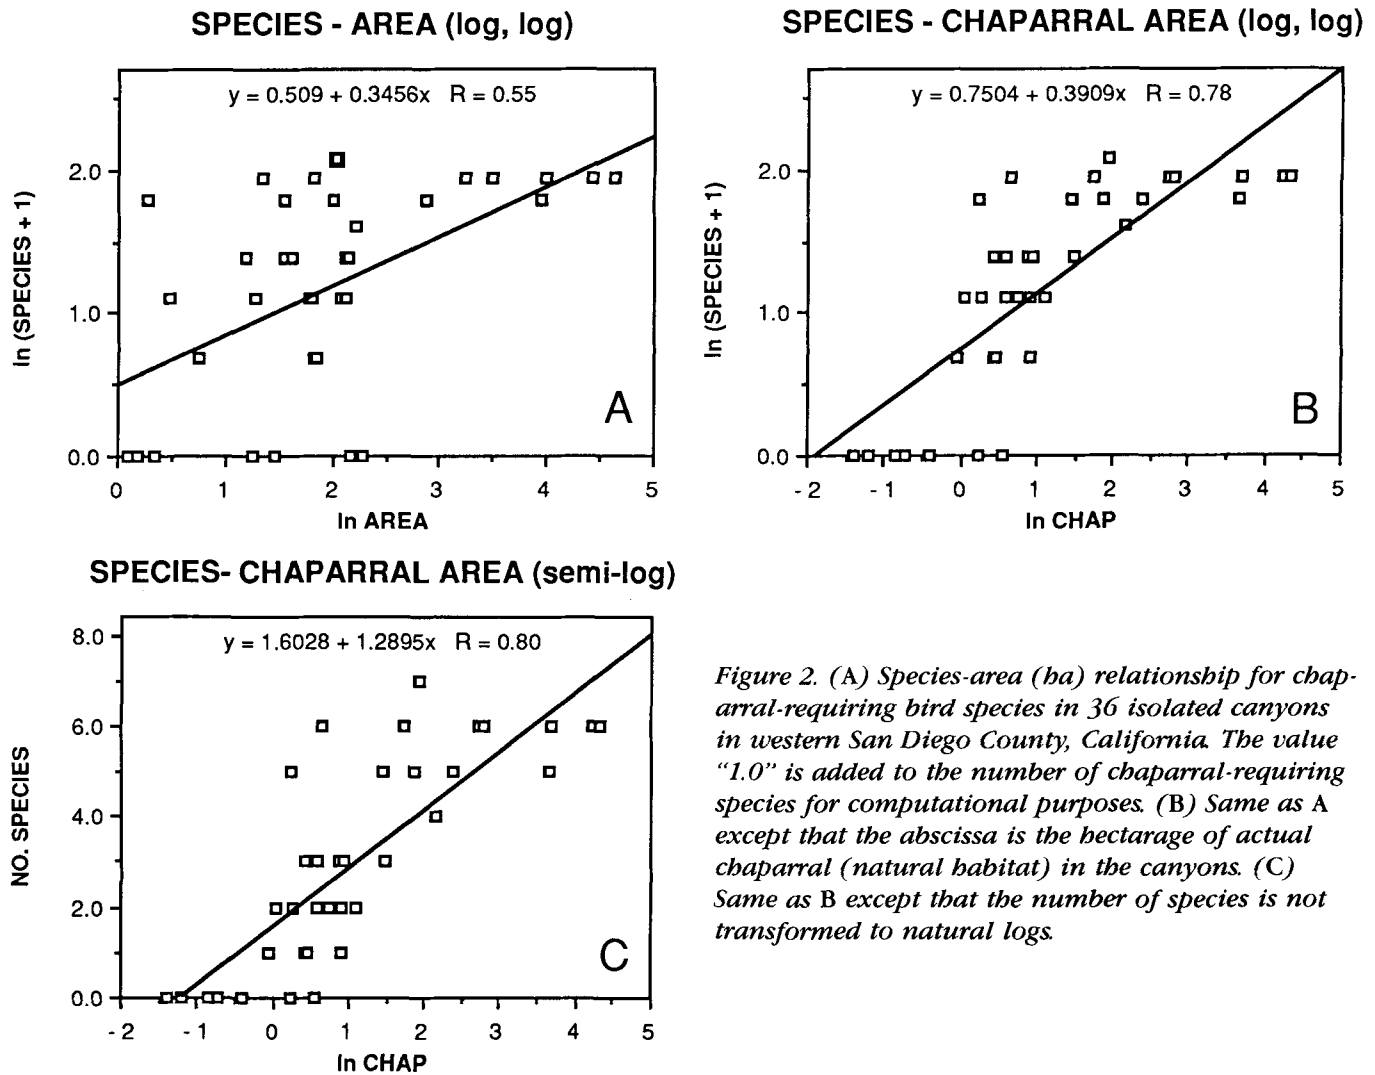 SPECIES - AREA (log, log)
y = 0.509 + 0.3456x R = 0.55
ln (SPECIES + 1)
2.0
1.0
0.0
A
0 1 2 3 4 5
ln AREA
SPECIES - CHAPARRAL AREA (log, log)
y = 0.7504 + 0.3909x R = 0.78
ln (SPECIES + 1)
2.0
1.0
0.0
B
- 2 - 1 0 1 2 3 4 5
ln CHAP
SPECIES- CHAPARRAL AREA (semi-log)
y = 1.6028 + 1.2895x R = 0.80
NO. SPECIES
8.0
6.0
4.0
2.0
0.0
C
- 2 - 1 0 1 2 3 4 5
ln CHAP
Figure 2. (A) Species-area (ha) relationship for chap-
arral-requiring bird species in 36 isolated canyons
in western San Diego County, California. The value
“1.0” is added to the number of chaparral-requiring
species for computational purposes. (B) Same as A
except that the abscissa is the hectarage of actual
chaparral (natural habitat) in the canyons. (C)
Same as B except that the number of species is not
transformed to natural logs.